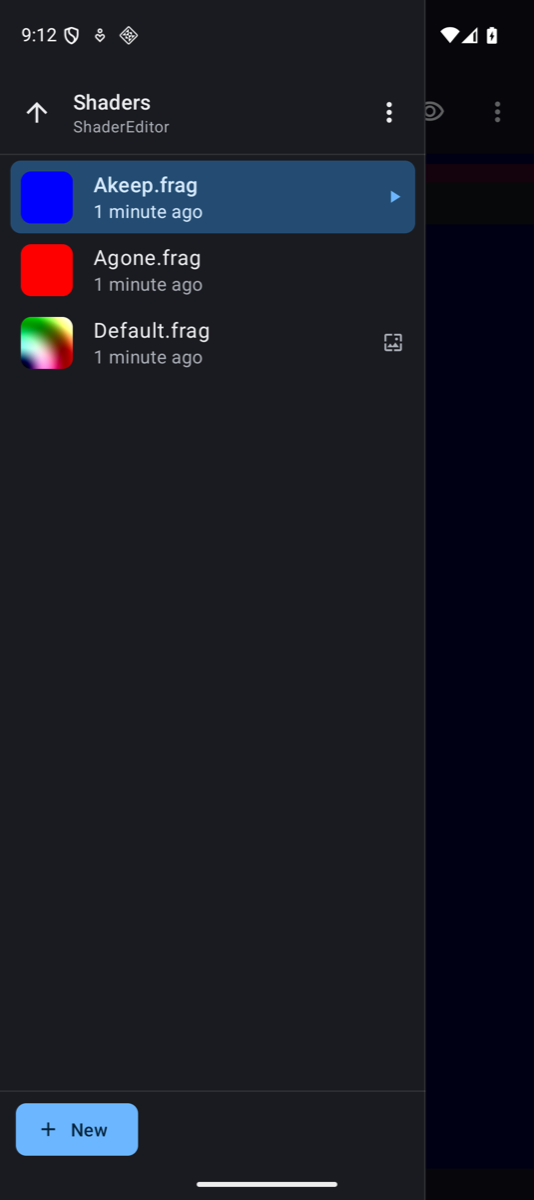 9:12
Shaders
ShaderEditor
Akeep.frag
1 minute ago
Agone.frag
1 minute ago
Default.frag
1 minute ago
New